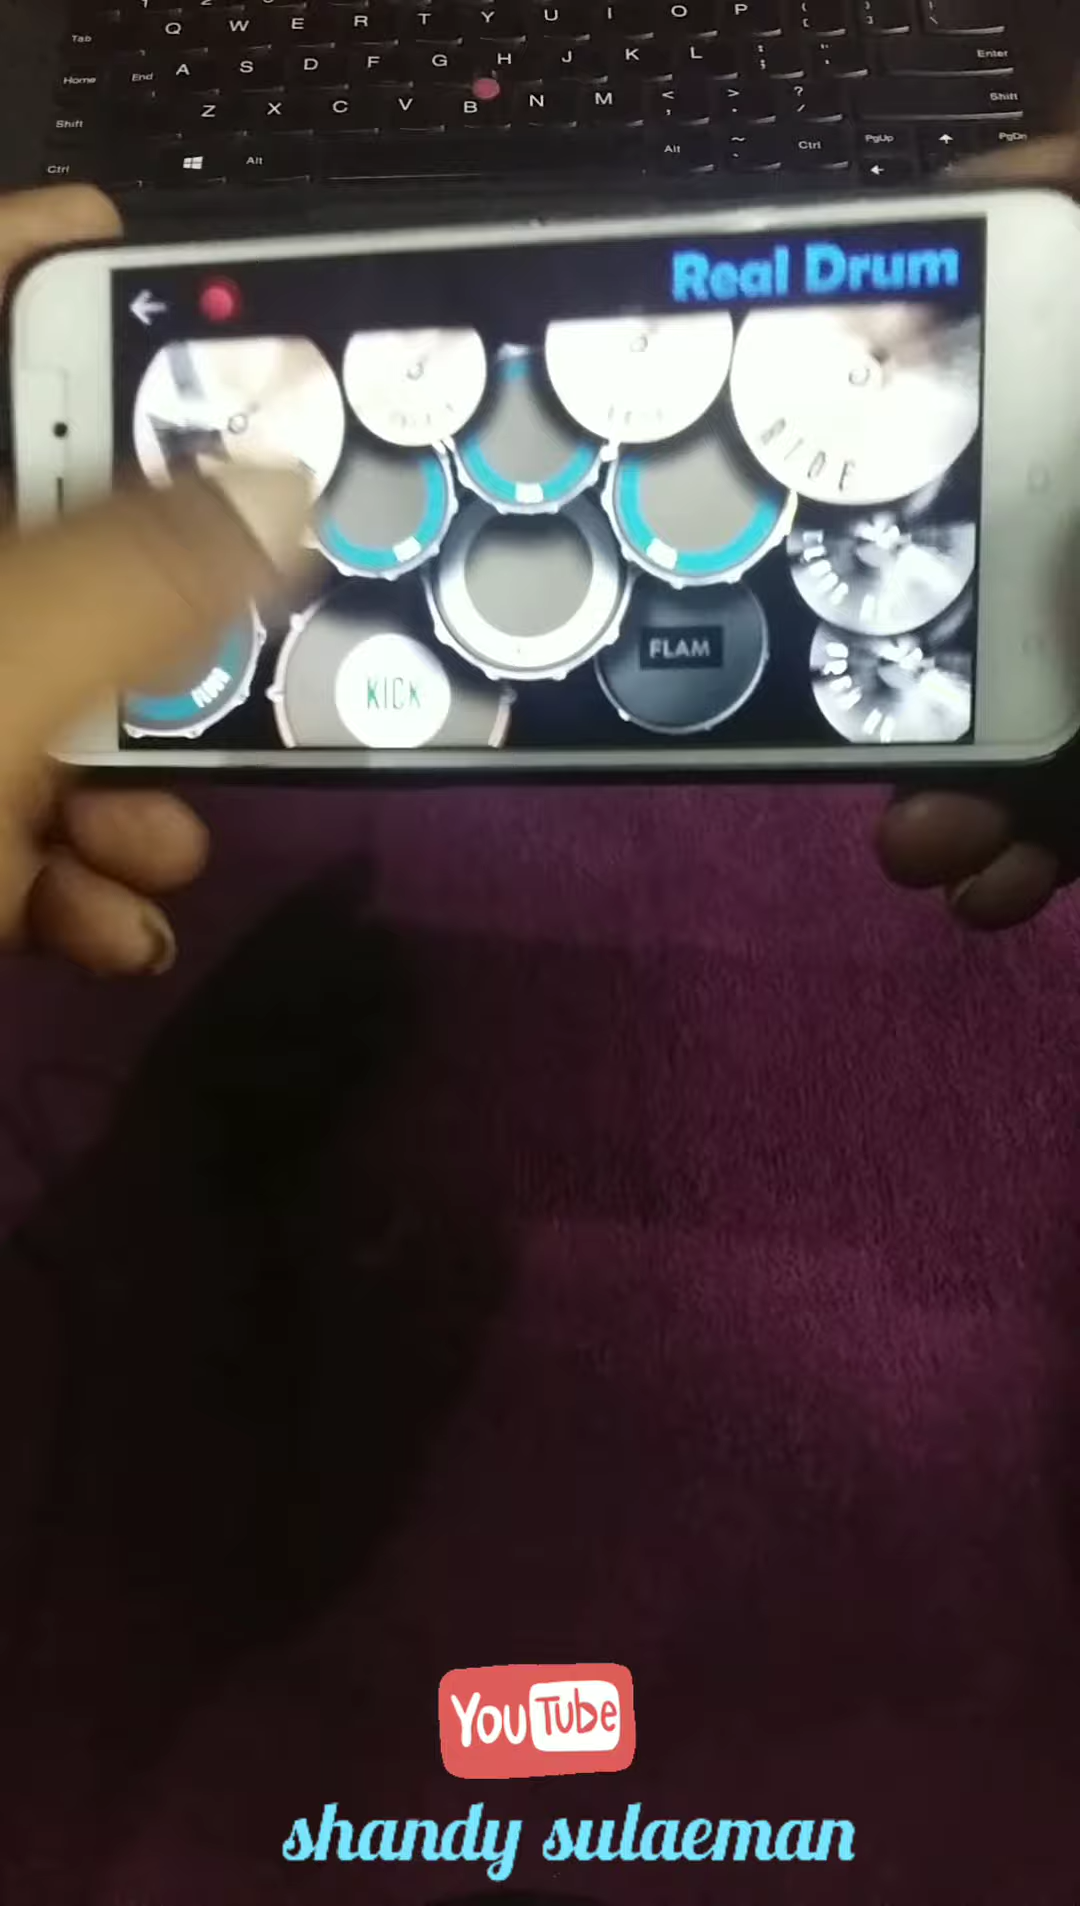 Tab Q W E R T Y U I O P { [ } ] | \
Home End A S D F G H J K L : ; " ' Enter
Shift Z X C V B N M < , > . ? / Shift
Ctrl Alt Alt Ctrl PgUp PgDn
Real Drum
RIDE
FLAM
KICK
FLOOR
YouTube
shandy sulaeman